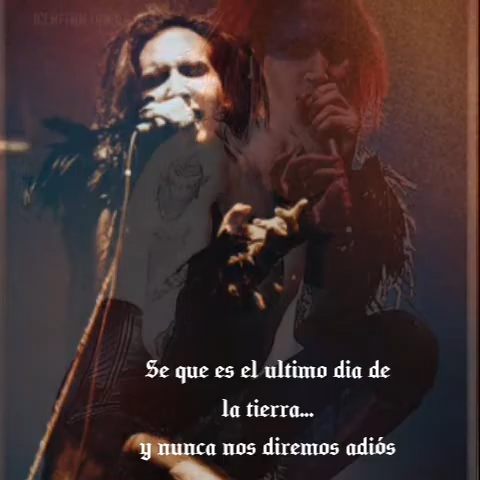 Se que es el ultimo dia de
la tierra...
y nunca nos diremos adiós